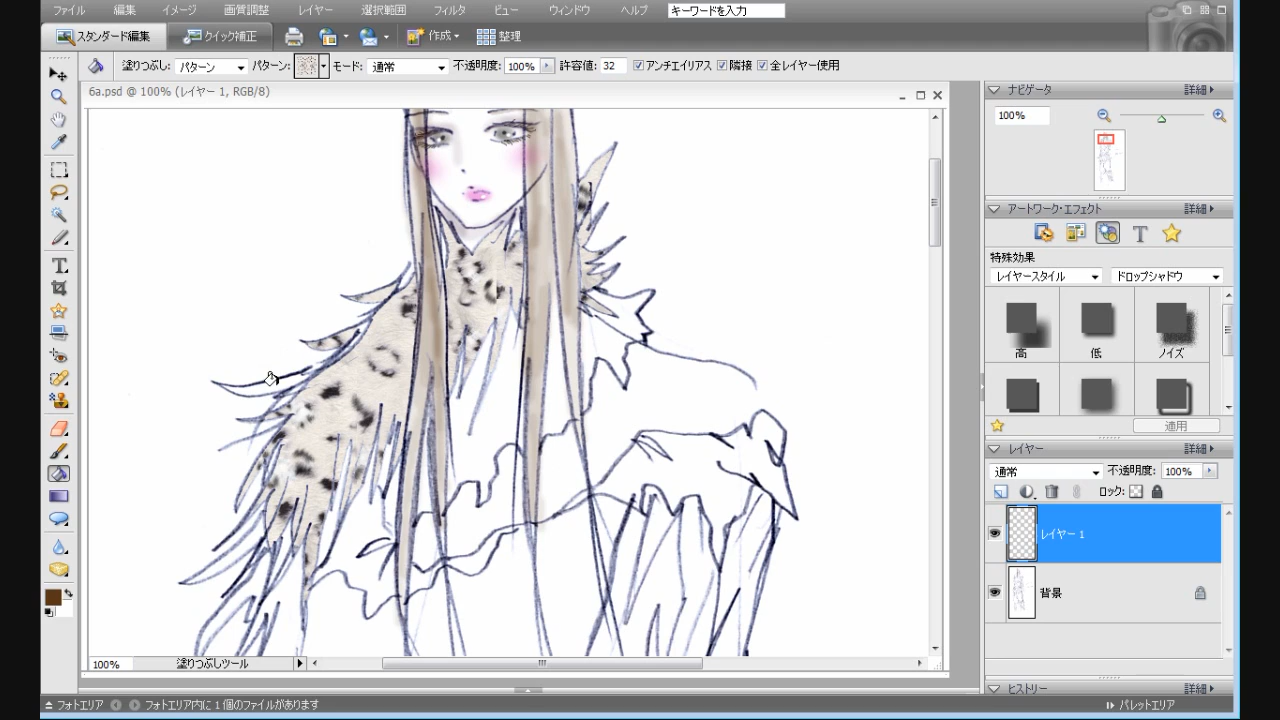 ファイル 編集 イメージ 画質調整 レイヤー 選択範囲 フィルタ ビュー ウィンドウ ヘルプ キーワードを入力
スタンダード編集 クイック補正 作成 整理
塗りつぶし: パターン パターン: モード: 通常 不透明度: 100% 許容値: 32 アンチエイリアス 隣接 全レイヤー使用
6a.psd @ 100% (レイヤー 1, RGB/8)
ナビゲータ 詳細
100%
アートワーク・エフェクト 詳細
特殊効果
レイヤースタイル ドロップシャドウ
高 低 ノイズ
適用
レイヤー 詳細
通常 不透明度: 100%
ロック:
レイヤー 1
背景
100% 塗りつぶしツール
ヒストリー 詳細
フォトエリア フォトエリア内に 1 個のファイルがあります パレットエリア